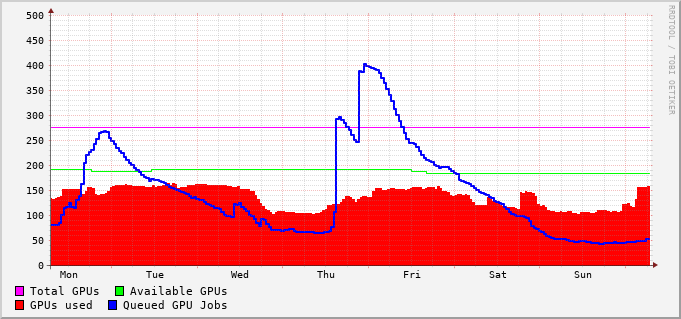 500
450
400
350
300
250
200
150
100
50
0
Mon Tue Wed Thu Fri Sat Sun
Total GPUs Available GPUs
GPUs used Queued GPU Jobs
RRDTOOL / TOBI OETIKER